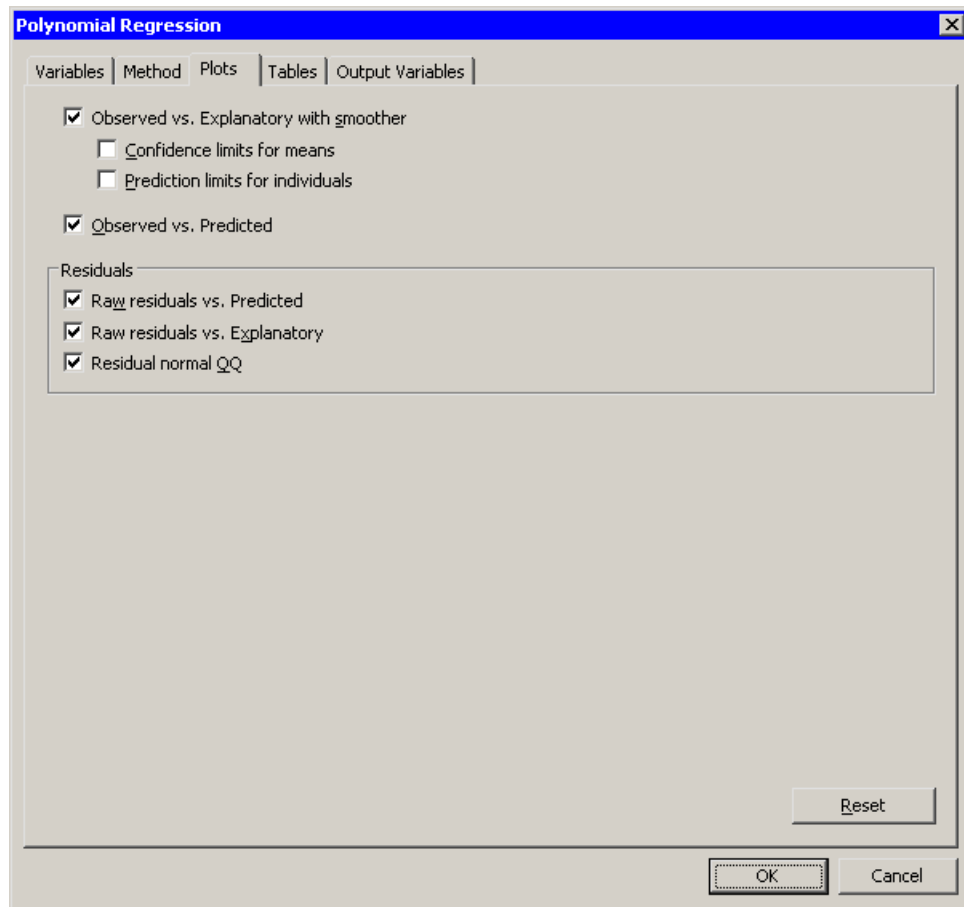 Polynomial Regression
Variables Method Plots Tables Output Variables
Observed vs. Explanatory with smoother
Confidence limits for means
Prediction limits for individuals
Observed vs. Predicted
Residuals
Raw residuals vs. Predicted
Raw residuals vs. Explanatory
Residual normal QQ
Reset
OK Cancel